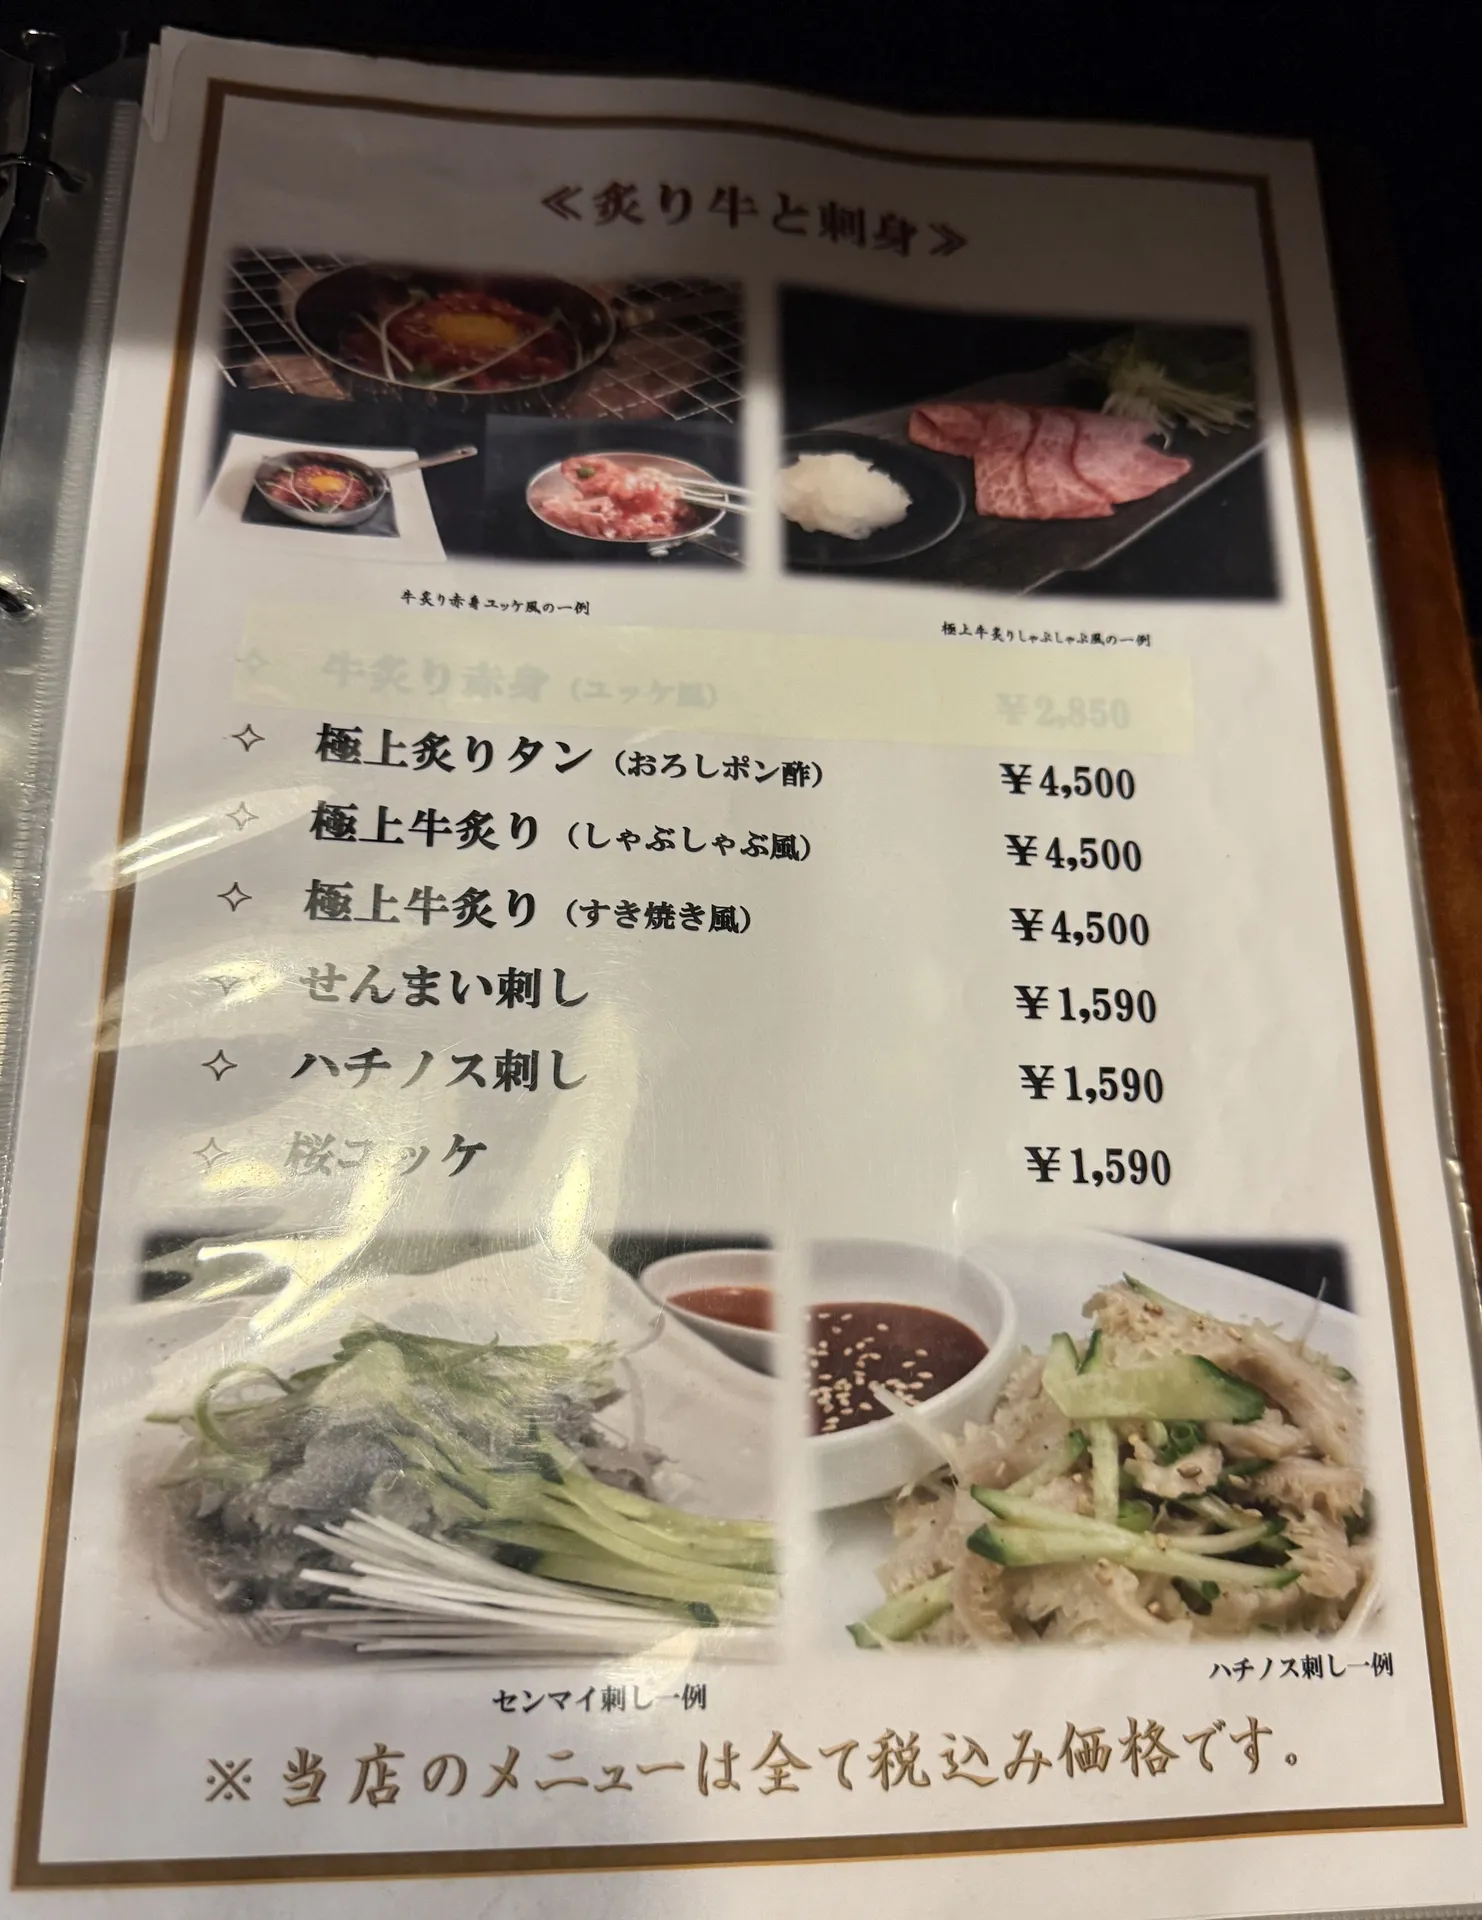 ≪炙り牛と刺身≫
牛炙り赤身ユッケ風の一例
極上牛炙りしゃぶしゃぶ風の一例
✧ 牛炙り赤身 (ユッケ風) ¥2,850
✧ 極上炙りタン (おろしポン酢) ¥4,500
✧ 極上牛炙り (しゃぶしゃぶ風) ¥4,500
✧ 極上牛炙り (すき焼き風) ¥4,500
✧ せんまい刺し ¥1,590
✧ ハチノス刺し ¥1,590
✧ 桜ユッケ ¥1,590
センマイ刺し一例
ハチノス刺し一例
※当店のメニューは全て税込み価格です。